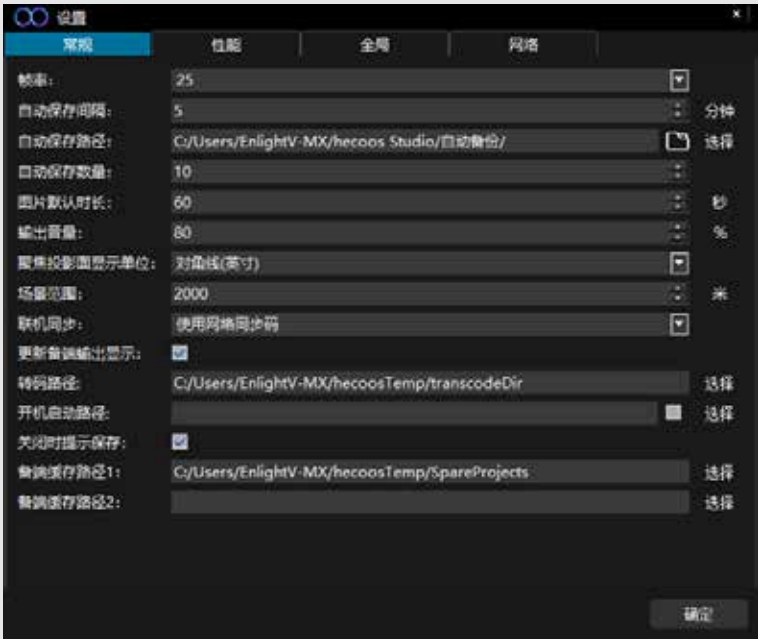 设置
常规 性能 全局 网络
帧率： 25
自动保存间隔： 5 分钟
自动保存路径： C:/Users/EnlightV-MX/hecoos Studio/自动备份/ 选择
自动保存数量： 10
图片默认时长： 60 秒
输出音量： 80 %
聚焦投影面显示单位： 对角线(英寸)
场景范围： 2000 米
联机同步： 使用网络同步码
更新备端输出显示：
转码路径： C:/Users/EnlightV-MX/hecoosTemp/transcodeDir 选择
开机启动路径： 选择
关闭时提示保存：
备端缓存路径1： C:/Users/EnlightV-MX/hecoosTemp/SpareProjects 选择
备端缓存路径2： 选择
确定